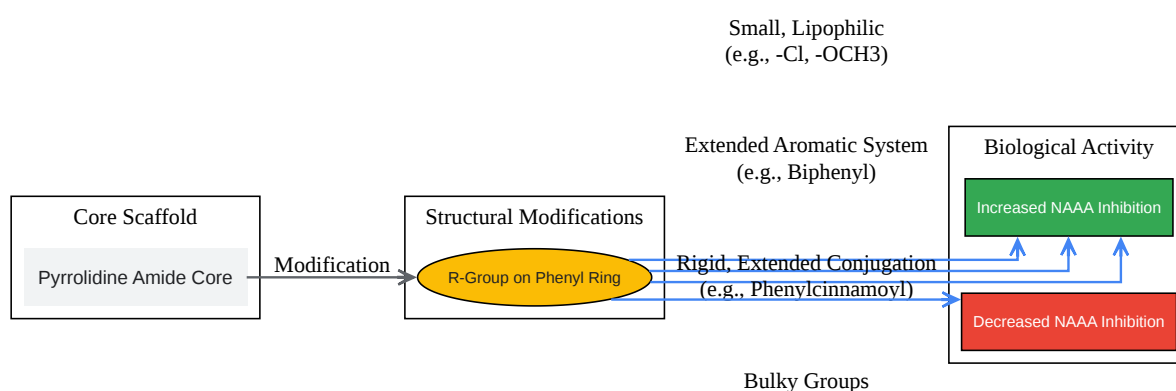 Small, Lipophilic
(e.g., -Cl, -OCH3)
Extended Aromatic System
(e.g., Biphenyl)
Biological Activity
Increased NAAA Inhibition
Core Scaffold
Pyrrolidine Amide Core
Modification
Structural Modifications
R-Group on Phenyl Ring
Rigid, Extended Conjugation
(e.g., Phenylcinnamoyl)
Decreased NAAA Inhibition
Bulky Groups